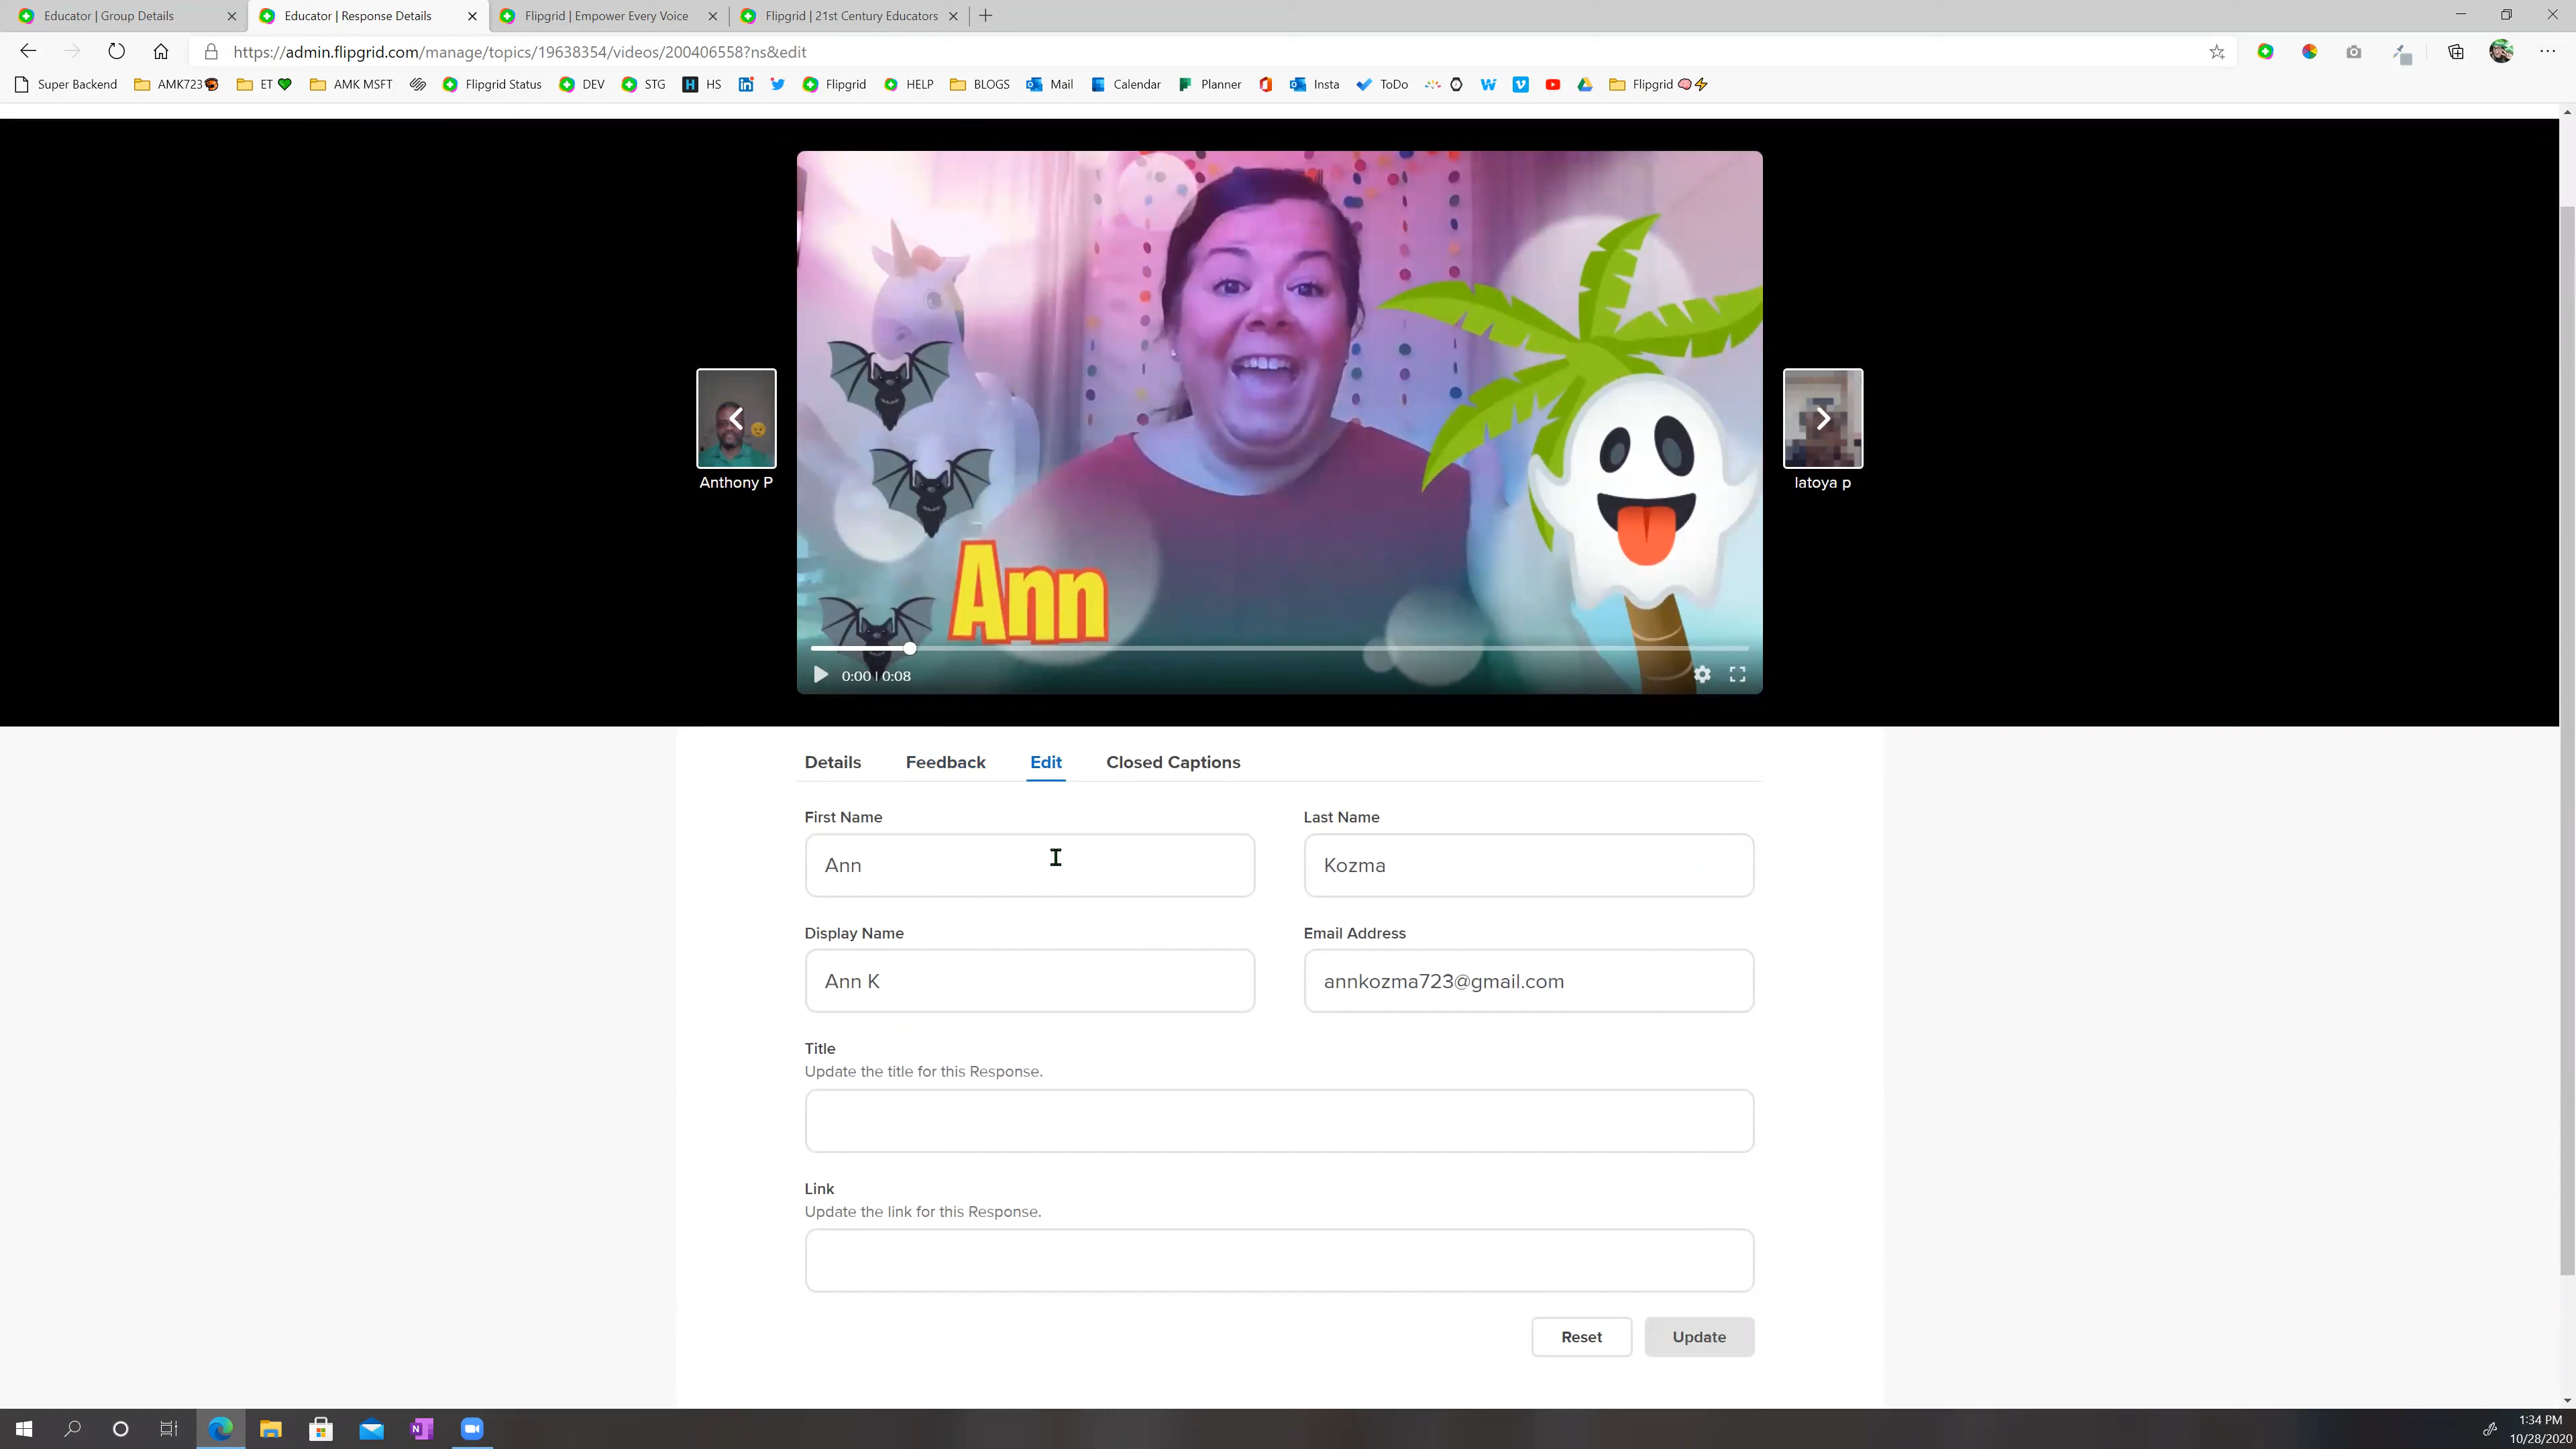 Educator | Group Details
Educator | Response Details
Flipgrid | Empower Every Voice
Flipgrid | 21st Century Educators
https://admin.flipgrid.com/manage/topics/19638354/videos/200406558?ns&edit
Super Backend
AMK723
ET
AMK MSFT
Flipgrid Status
DEV
STG
H HS
Flipgrid
HELP
BLOGS
Mail
Calendar
Planner
Insta
ToDo
Flipgrid
Anthony P
latoya p
Ann
0:00 | 0:08
Details
Feedback
Edit
Closed Captions
First Name
Last Name
Ann
Kozma
Display Name
Email Address
Ann K
annkozma723@gmail.com
Title
Update the title for this Response.
Link
Update the link for this Response.
Reset
Update
1:34 PM
10/28/2020